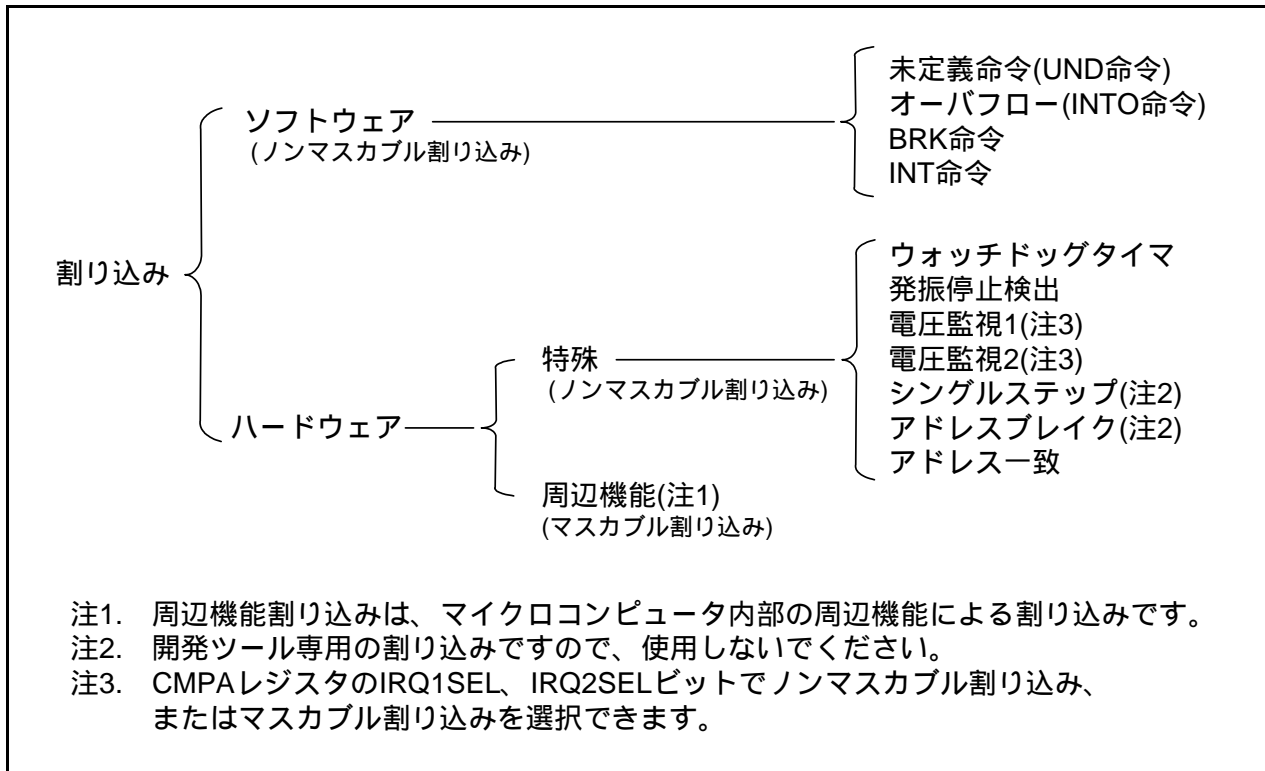 割り込み
ソフトウェア
(ノンマスカブル割り込み)
未定義命令(UND命令)
オーバフロー(INTO命令)
BRK命令
INT命令
ハードウェア
特殊
(ノンマスカブル割り込み)
ウォッチドッグタイマ
発振停止検出
電圧監視1(注3)
電圧監視2(注3)
シングルステップ(注2)
アドレスブレイク(注2)
アドレス一致
周辺機能(注1)
(マスカブル割り込み)
注1. 周辺機能割り込みは、マイクロコンピュータ内部の周辺機能による割り込みです。
注2. 開発ツール専用の割り込みですので、使用しないでください。
注3. CMPAレジスタのIRQ1SEL、IRQ2SELビットでノンマスカブル割り込み、
またはマスカブル割り込みを選択できます。